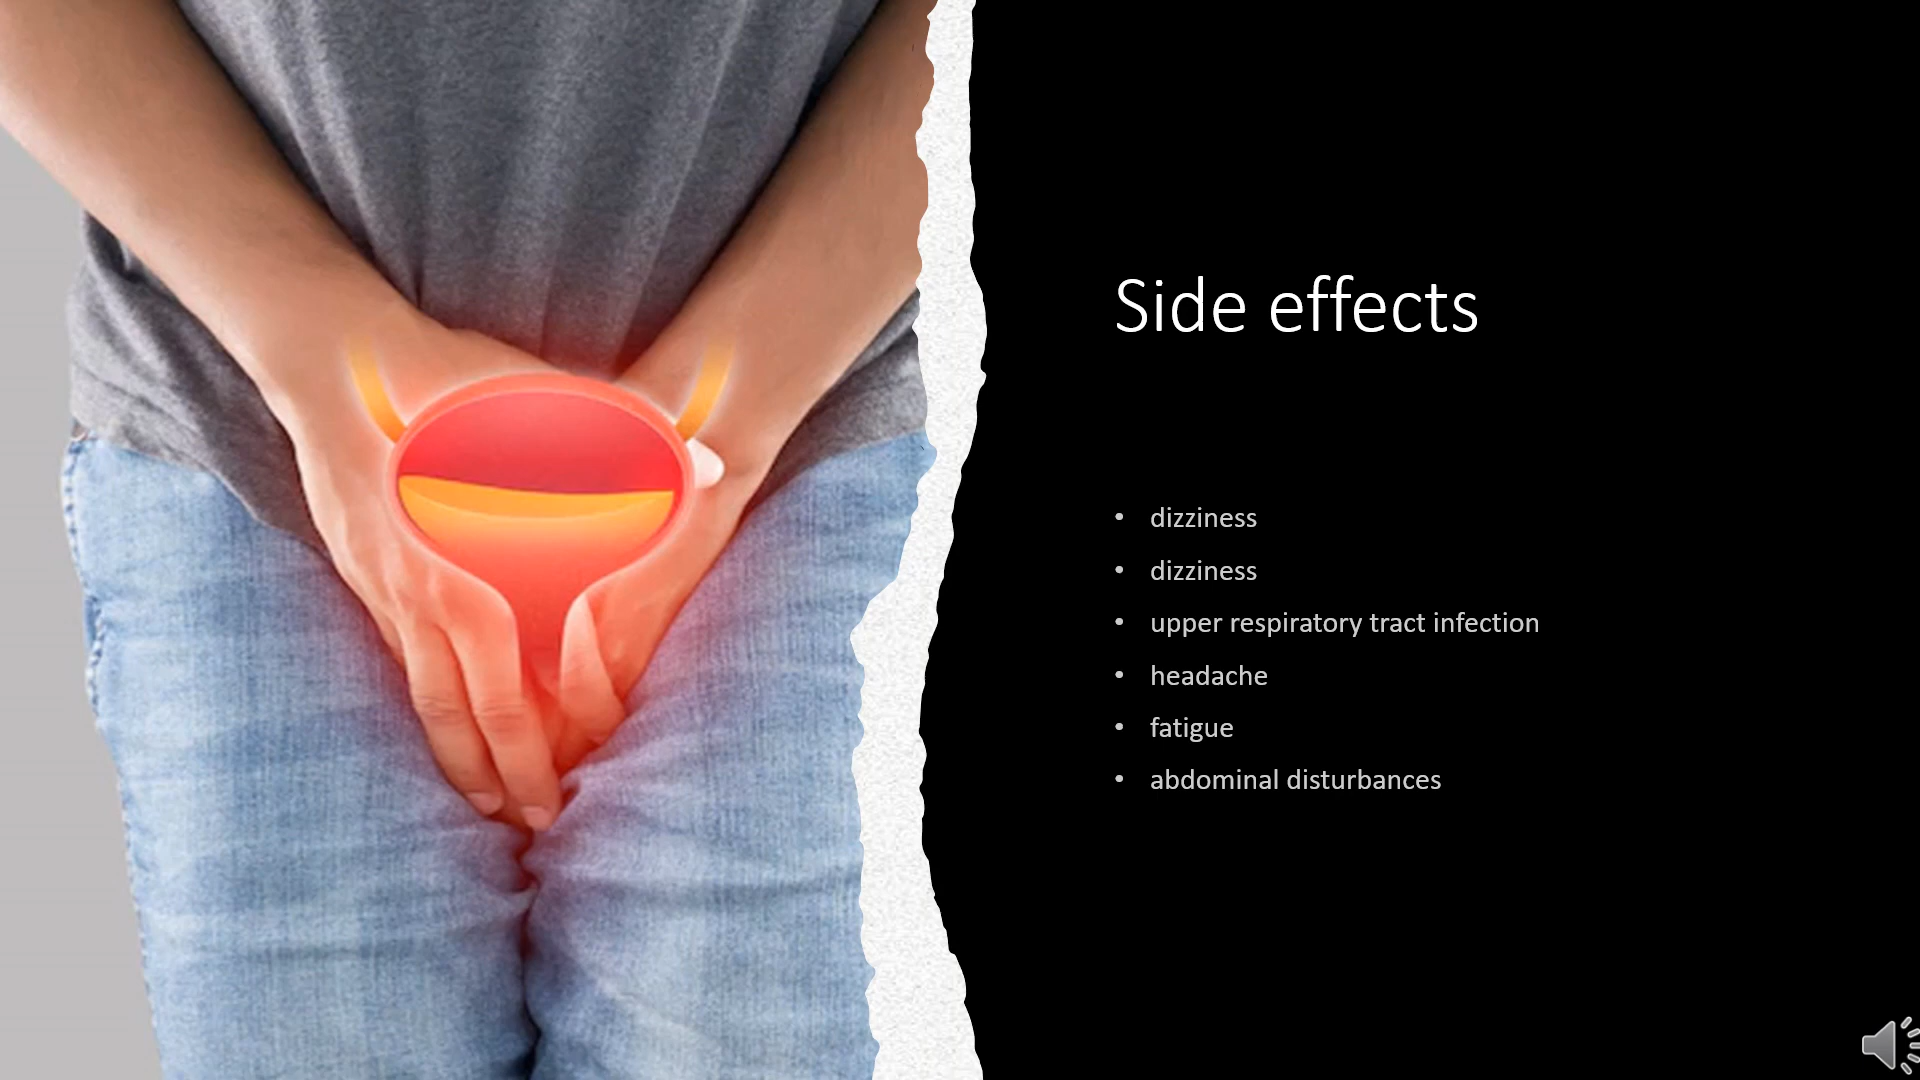 Side effects
• dizziness
• dizziness
• upper respiratory tract infection
• headache
• fatigue
• abdominal disturbances